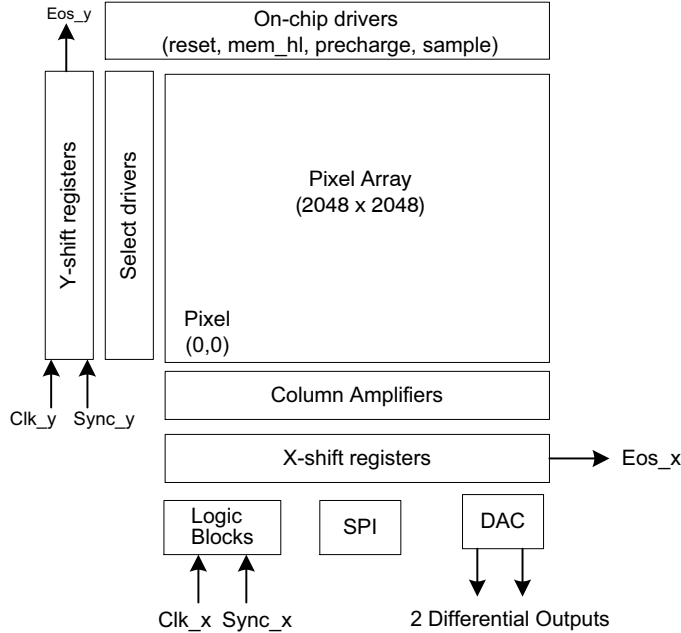 Eos_y
On-chip drivers
(reset, mem_hl, precharge, sample)
Y-shift registers
Select drivers
Pixel Array
(2048 x 2048)
Pixel
(0,0)
Clk_y
Sync_y
Column Amplifiers
X-shift registers
Eos_x
Logic
Blocks
SPI
DAC
Clk_x
Sync_x
2 Differential Outputs